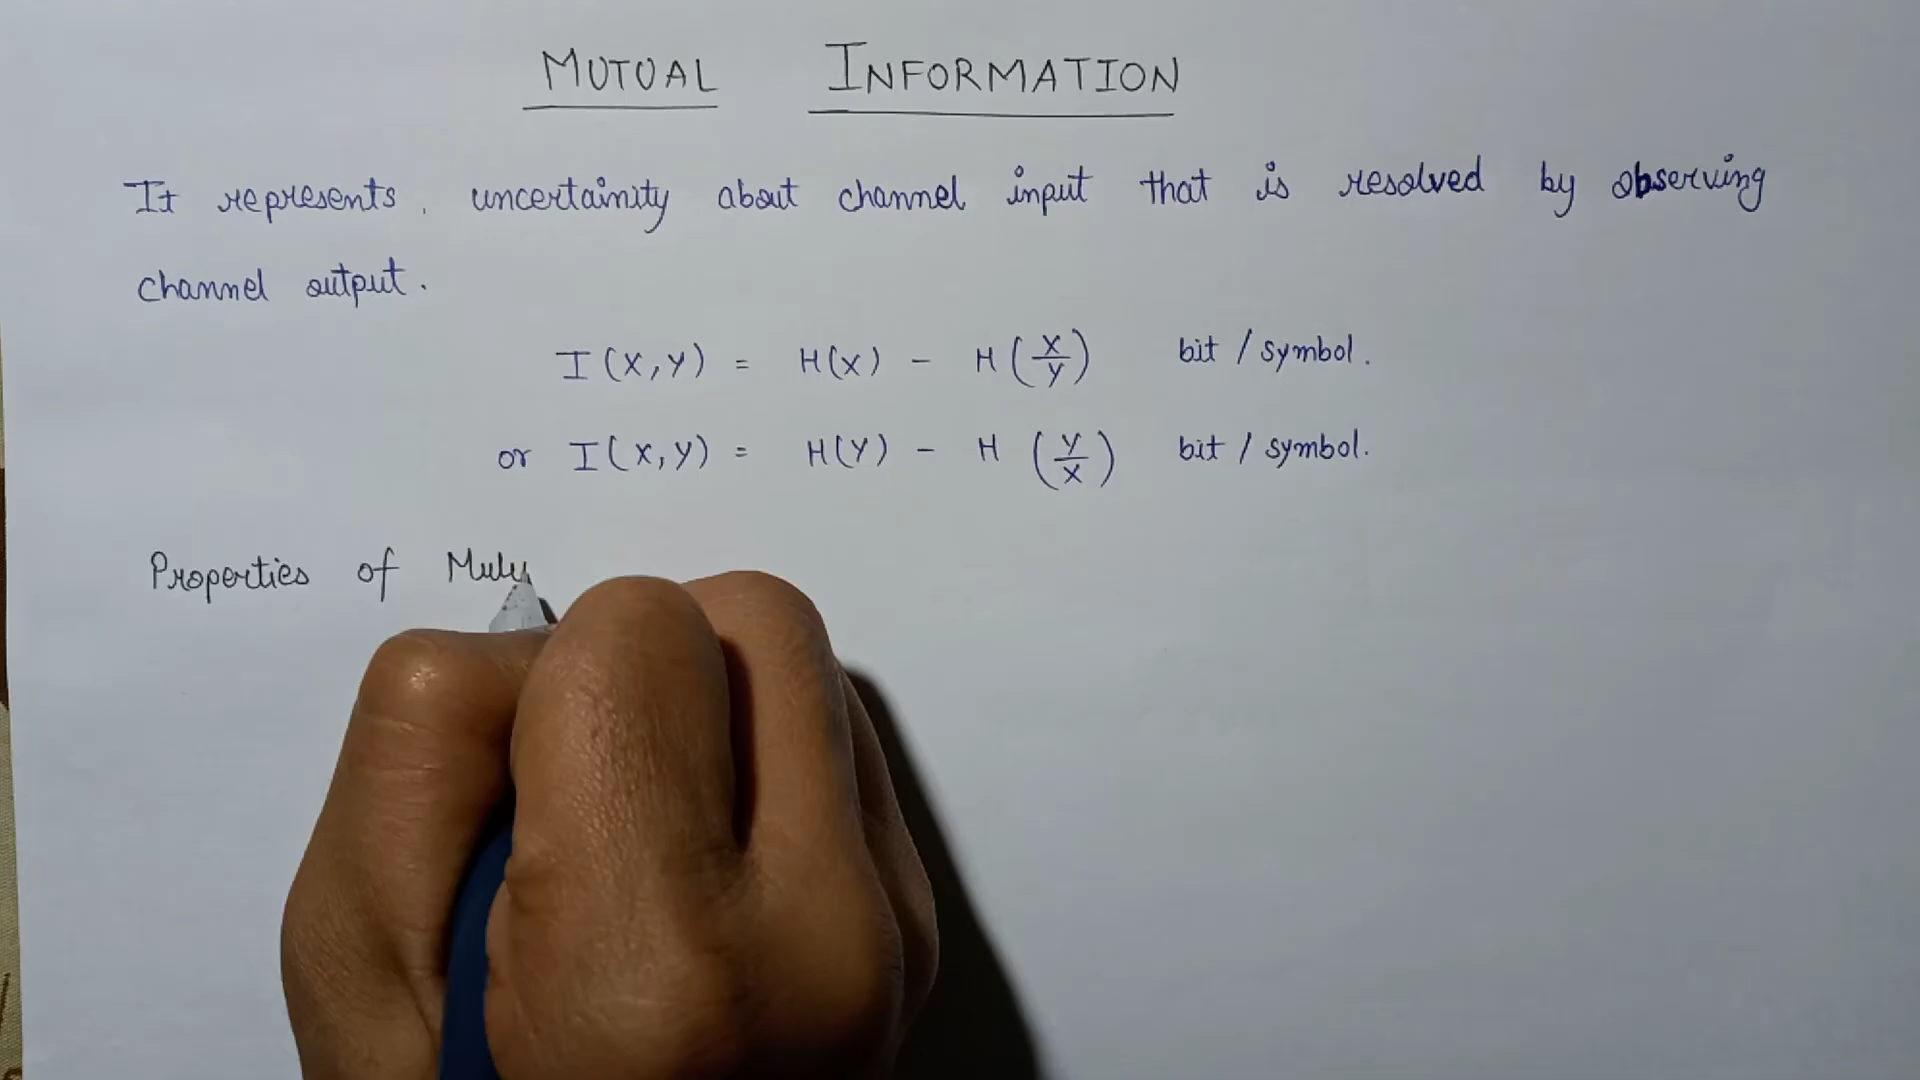 MUTUAL INFORMATION
It represents uncertainity about channel input that is resolved by observing
channel output.
I(X,Y) = H(X) - H(X/Y) bit / symbol.
or I(X,Y) = H(Y) - H (Y/X) bit / symbol.
Properties of